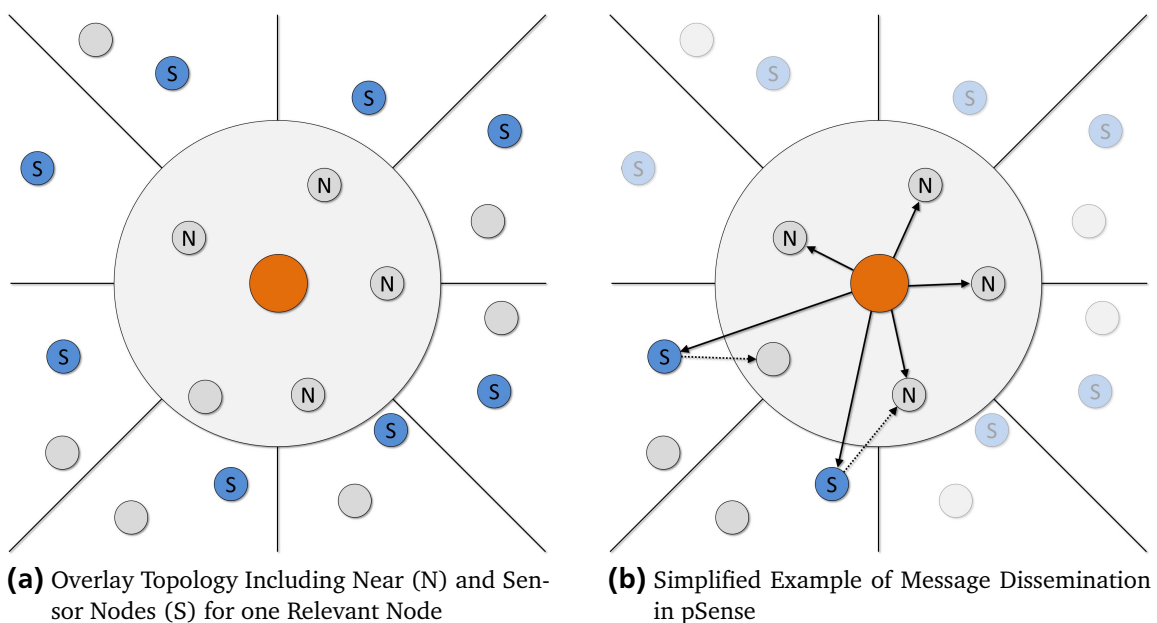 S
S
S
S
N
N
N
S
N
S
S
S
(a) Overlay Topology Including Near (N) and Sen-
sor Nodes (S) for one Relevant Node
S
S
S
S
N
N
N
S
S
N
S
S
(b) Simplified Example of Message Dissemination
in pSense